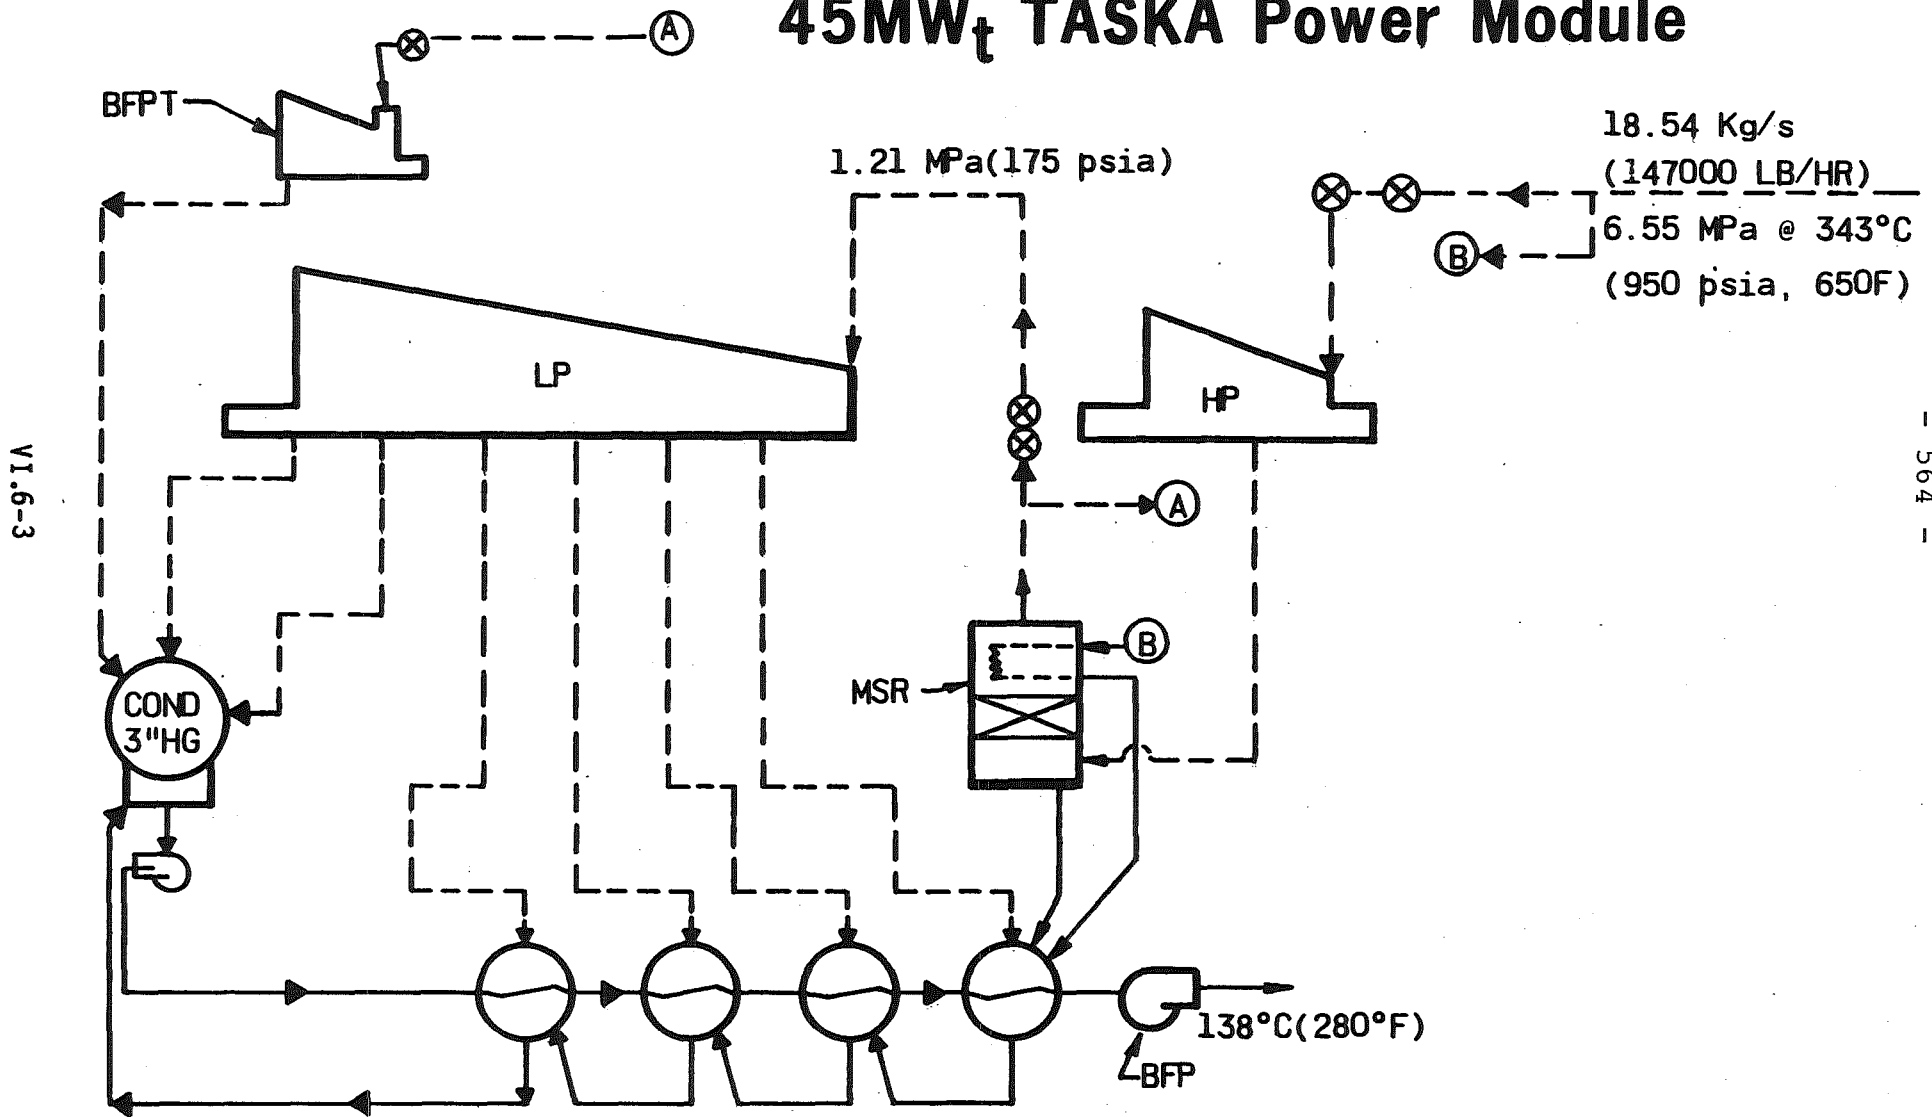 45MWt TASKA Power Module
A
BFPT
18.54 Kg/s
(147000 LB/HR)
1.21 MPa(175 psia)
6.55 MPa @ 343°C
B
(950 psia, 650F)
LP
HP
A
B
MSR
COND
3"HG
138°C(280°F)
BFP
VI.6-3
- 564 -